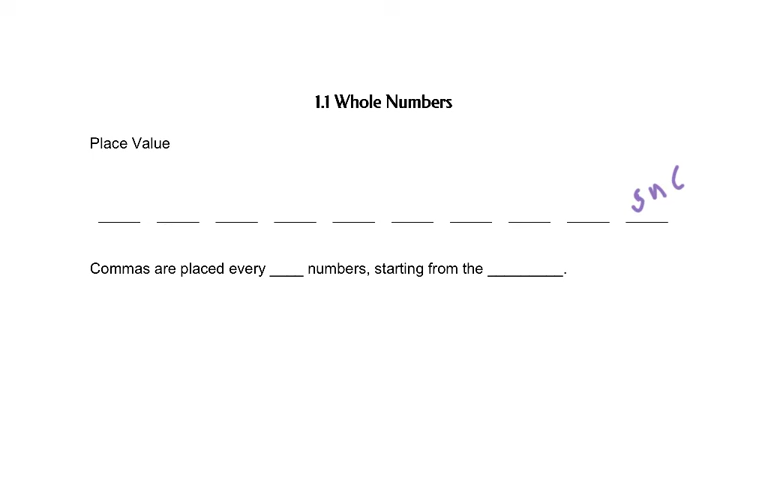 1.1 Whole Numbers
Place Value
Commas are placed every ____ numbers, starting from the _________.